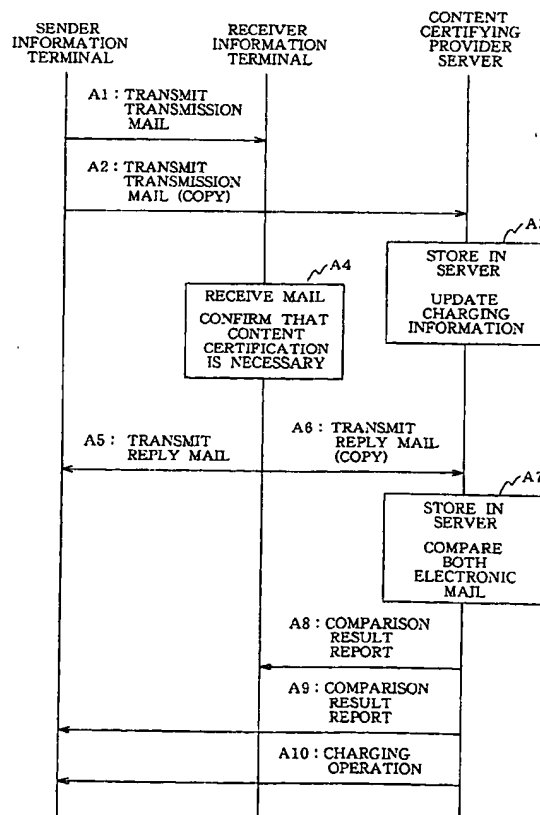 SENDER
INFORMATION
TERMINAL
RECEIVER
INFORMATION
TERMINAL
CONTENT
CERTIFYING
PROVIDER
SERVER
A1 : TRANSMIT
TRANSMISSION
MAIL
A2 : TRANSMIT
TRANSMISSION
MAIL (COPY)
STORE IN
SERVER
UPDATE
CHARGING
INFORMATION
A4
RECEIVE MAIL
CONFIRM THAT
CONTENT
CERTIFICATION
IS NECESSARY
A5 : TRANSMIT
REPLY MAIL
A6 : TRANSMIT
REPLY MAIL
(COPY)
A7
STORE IN
SERVER
COMPARE
BOTH
ELECTRONIC
MAIL
A8 : COMPARISON
RESULT
REPORT
A9 : COMPARISON
RESULT
REPORT
A10 : CHARGING
OPERATION